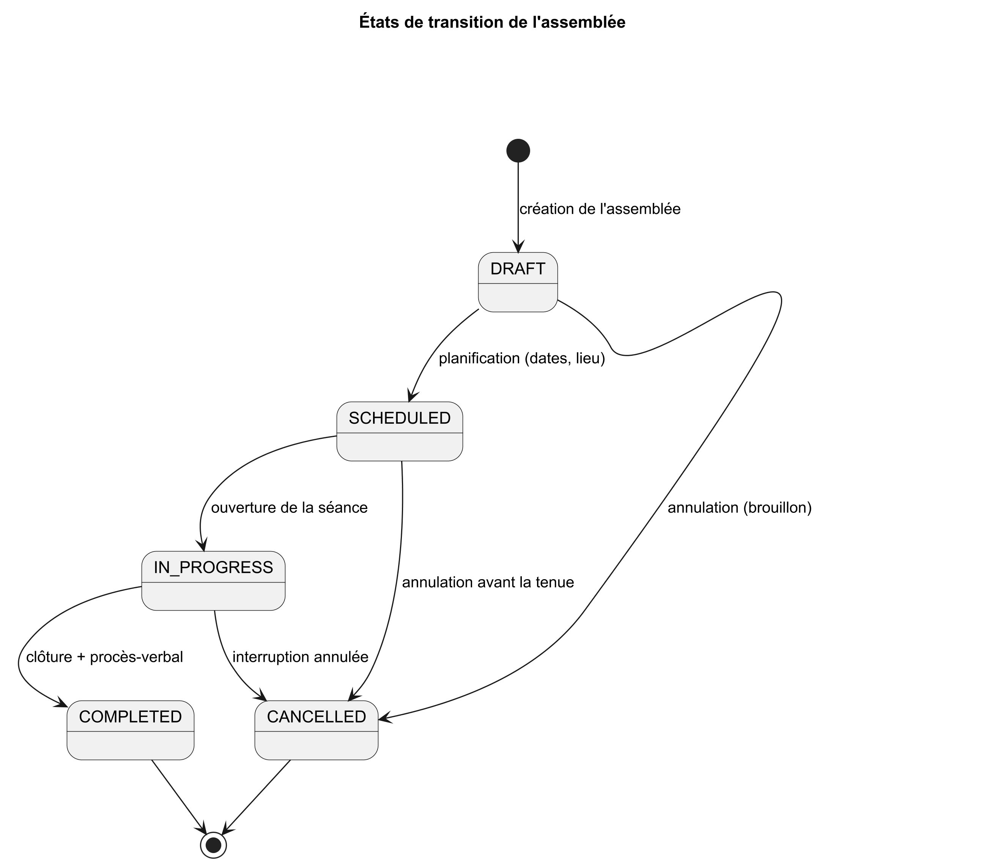 États de transition de l'assemblée
création de l'assemblée
DRAFT
planification (dates, lieu)
SCHEDULED
ouverture de la séance
annulation (brouillon)
IN_PROGRESS
annulation avant la tenue
clôture + procès-verbal
interruption annulée
COMPLETED
CANCELLED